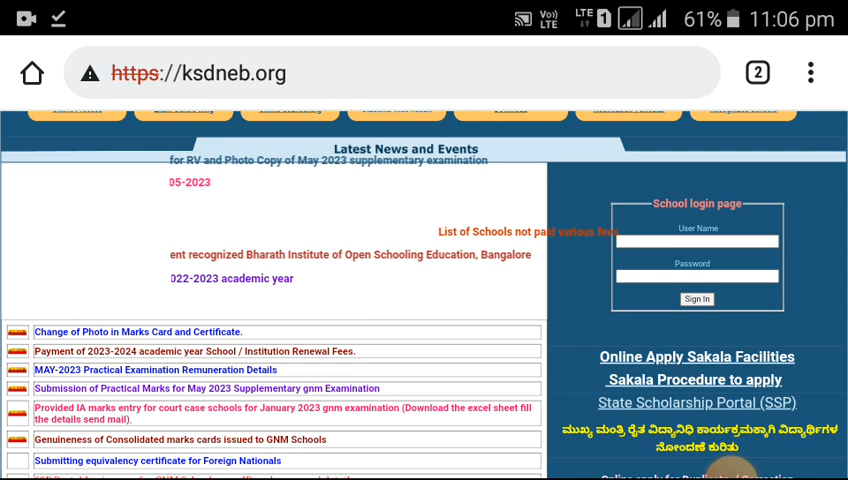 Vo))
LTE
LTE
1
61%
11:06 pm
https://ksdneb.org
2
Latest News and Events
for RV and Photo Copy of May 2023 supplementary examination
05-2023
List of Schools not paid various fees
ent recognized Bharath Institute of Open Schooling Education, Bangalore
022-2023 academic year
School login page
User Name
Password
Sign In
Change of Photo in Marks Card and Certificate.
Payment of 2023-2024 academic year School / Institution Renewal Fees.
MAY-2023 Practical Examination Remuneration Details
Submission of Practical Marks for May 2023 Supplementary gnm Examination
Provided IA marks entry for court case schools for January 2023 gnm examination (Download the excel sheet fill
the details send mail).
Genuineness of Consolidated marks cards issued to GNM Schools
Submitting equivalency certificate for Foreign Nationals
Online Apply Sakala Facilities
Sakala Procedure to apply
State Scholarship Portal (SSP)
ಮುಖ್ಯ ಮಂತ್ರಿ ರೈತ ವಿದ್ಯಾನಿಧಿ ಕಾರ್ಯಕ್ರಮಕ್ಕಾಗಿ ವಿದ್ಯಾರ್ಥಿಗಳ
ನೋಂದಣಿ ಕುರಿತು